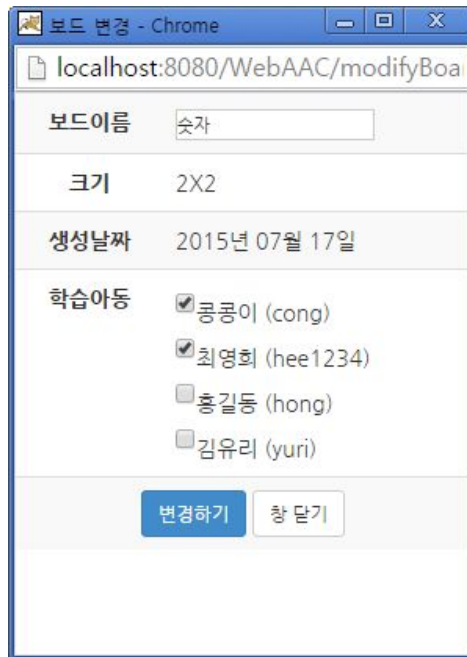 보드 변경 - Chrome
localhost:8080/WebAAC/modifyBoa
보드이름 숫자
크기 2X2
생성날짜 2015년 07월 17일
학습아동 콩콩이 (cong)
최영희 (hee1234)
홍길동 (hong)
김유리 (yuri)
변경하기 창 닫기